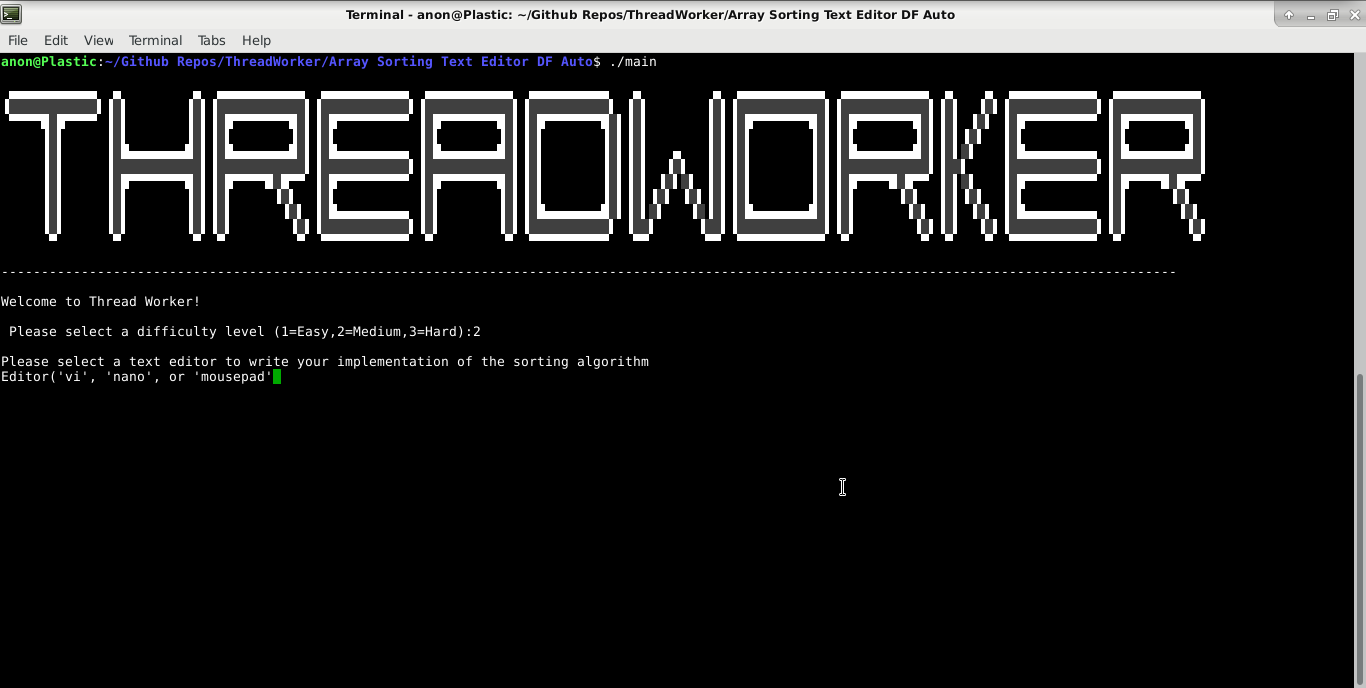 Terminal - anon@Plastic: ~/Github Repos/ThreadWorker/Array Sorting Text Editor DF Auto
File Edit View Terminal Tabs Help
anon@Plastic:~/Github Repos/ThreadWorker/Array Sorting Text Editor DF Auto$ ./main
THREADWORKER
---------------------------------------------------------------------------------------------------------------------------------------------------
Welcome to Thread Worker!
Please select a difficulty level (1=Easy,2=Medium,3=Hard):2
Please select a text editor to write your implementation of the sorting algorithm
Editor('vi', 'nano', or 'mousepad'